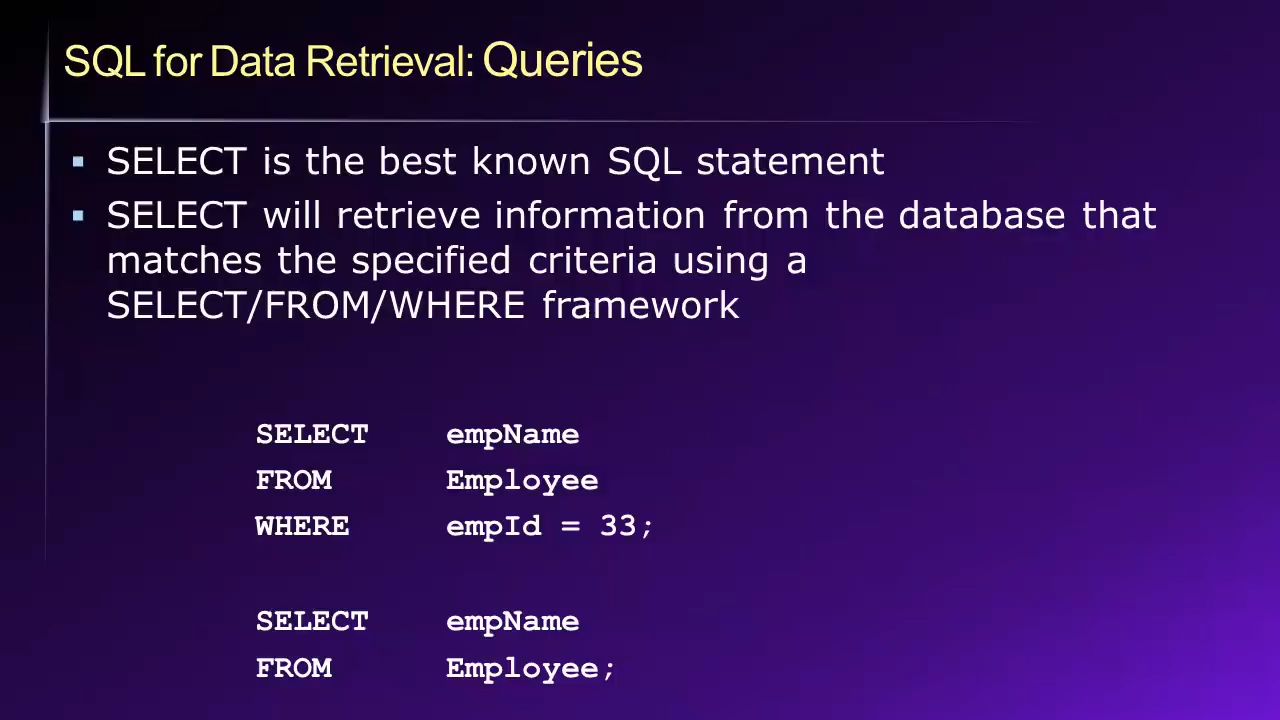 SQL for Data Retrieval: Queries
▪ SELECT is the best known SQL statement
▪ SELECT will retrieve information from the database that
matches the specified criteria using a
SELECT/FROM/WHERE framework
SELECT empName
FROM Employee
WHERE empId = 33;
SELECT empName
FROM Employee;